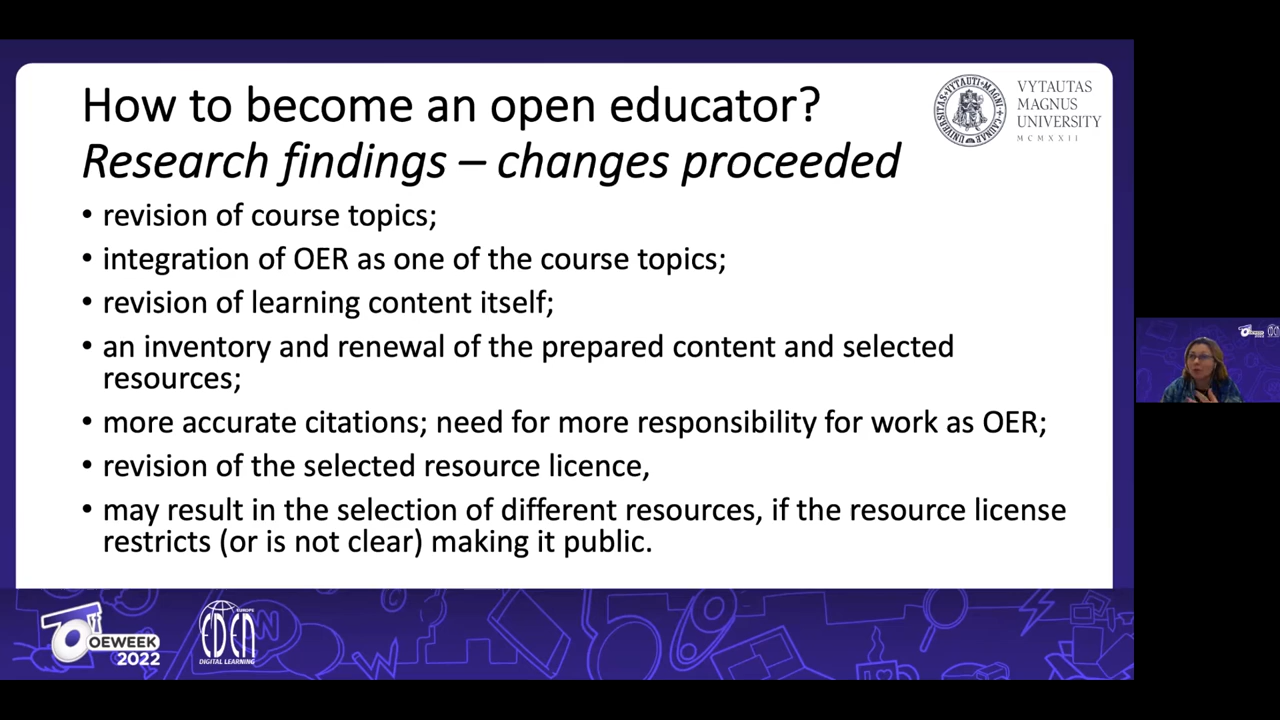 How to become an open educator?
Research findings – changes proceeded
VYTAUTAS
MAGNUS
UNIVERSITY
MCMXXII
• revision of course topics;
• integration of OER as one of the course topics;
• revision of learning content itself;
• an inventory and renewal of the prepared content and selected
resources;
• more accurate citations; need for more responsibility for work as OER;
• revision of the selected resource licence,
• may result in the selection of different resources, if the resource license
restricts (or is not clear) making it public.
OEWEEK
2022
EUROPE
EDEN
DIGITAL LEARNING